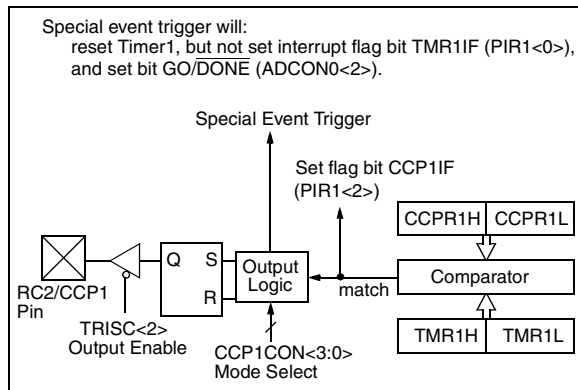 Special event trigger will:
reset Timer1, but not set interrupt flag bit TMR1IF (PIR1<0>),
and set bit GO/DONE (ADCON0<2>).
Special Event Trigger
Set flag bit CCP1IF
(PIR1<2>)
CCPR1H CCPR1L
Q S
R
Output
Logic
match
Comparator
RC2/CCP1
Pin
TRISC<2>
Output Enable
CCP1CON<3:0>
Mode Select
TMR1H TMR1L